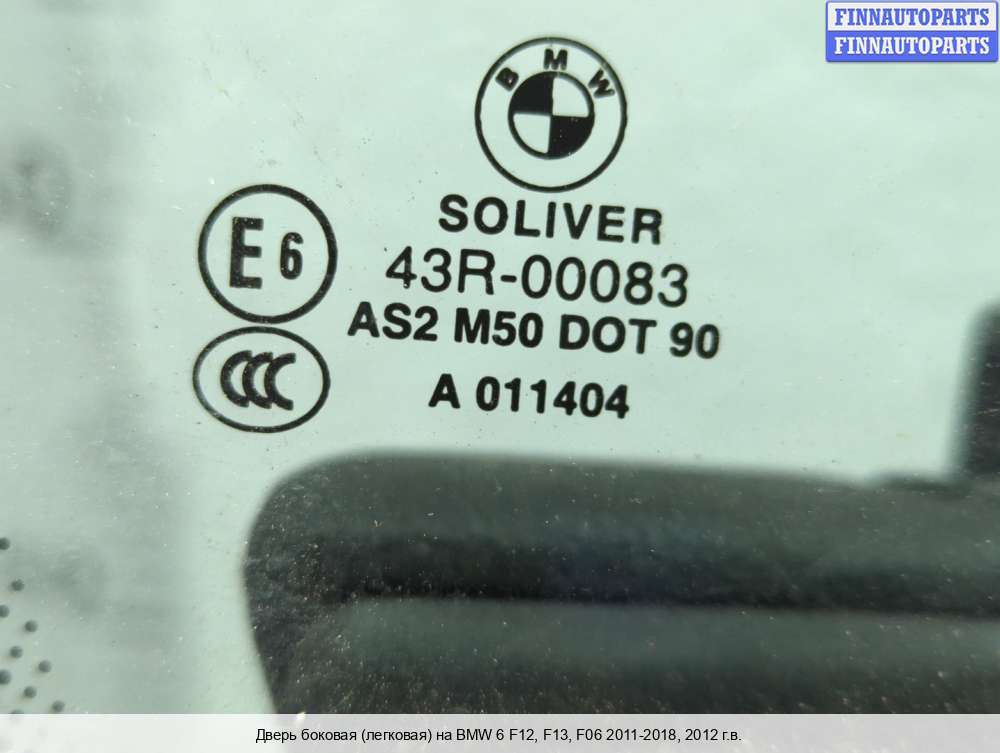 FINNAUTOPARTS
FINNAUTOPARTS
BMW
SOLIVER
E6
43R-00083
AS2 M50 DOT 90
CCC
A 011404
Дверь боковая (легковая) на BMW 6 F12, F13, F06 2011-2018, 2012 г.в.